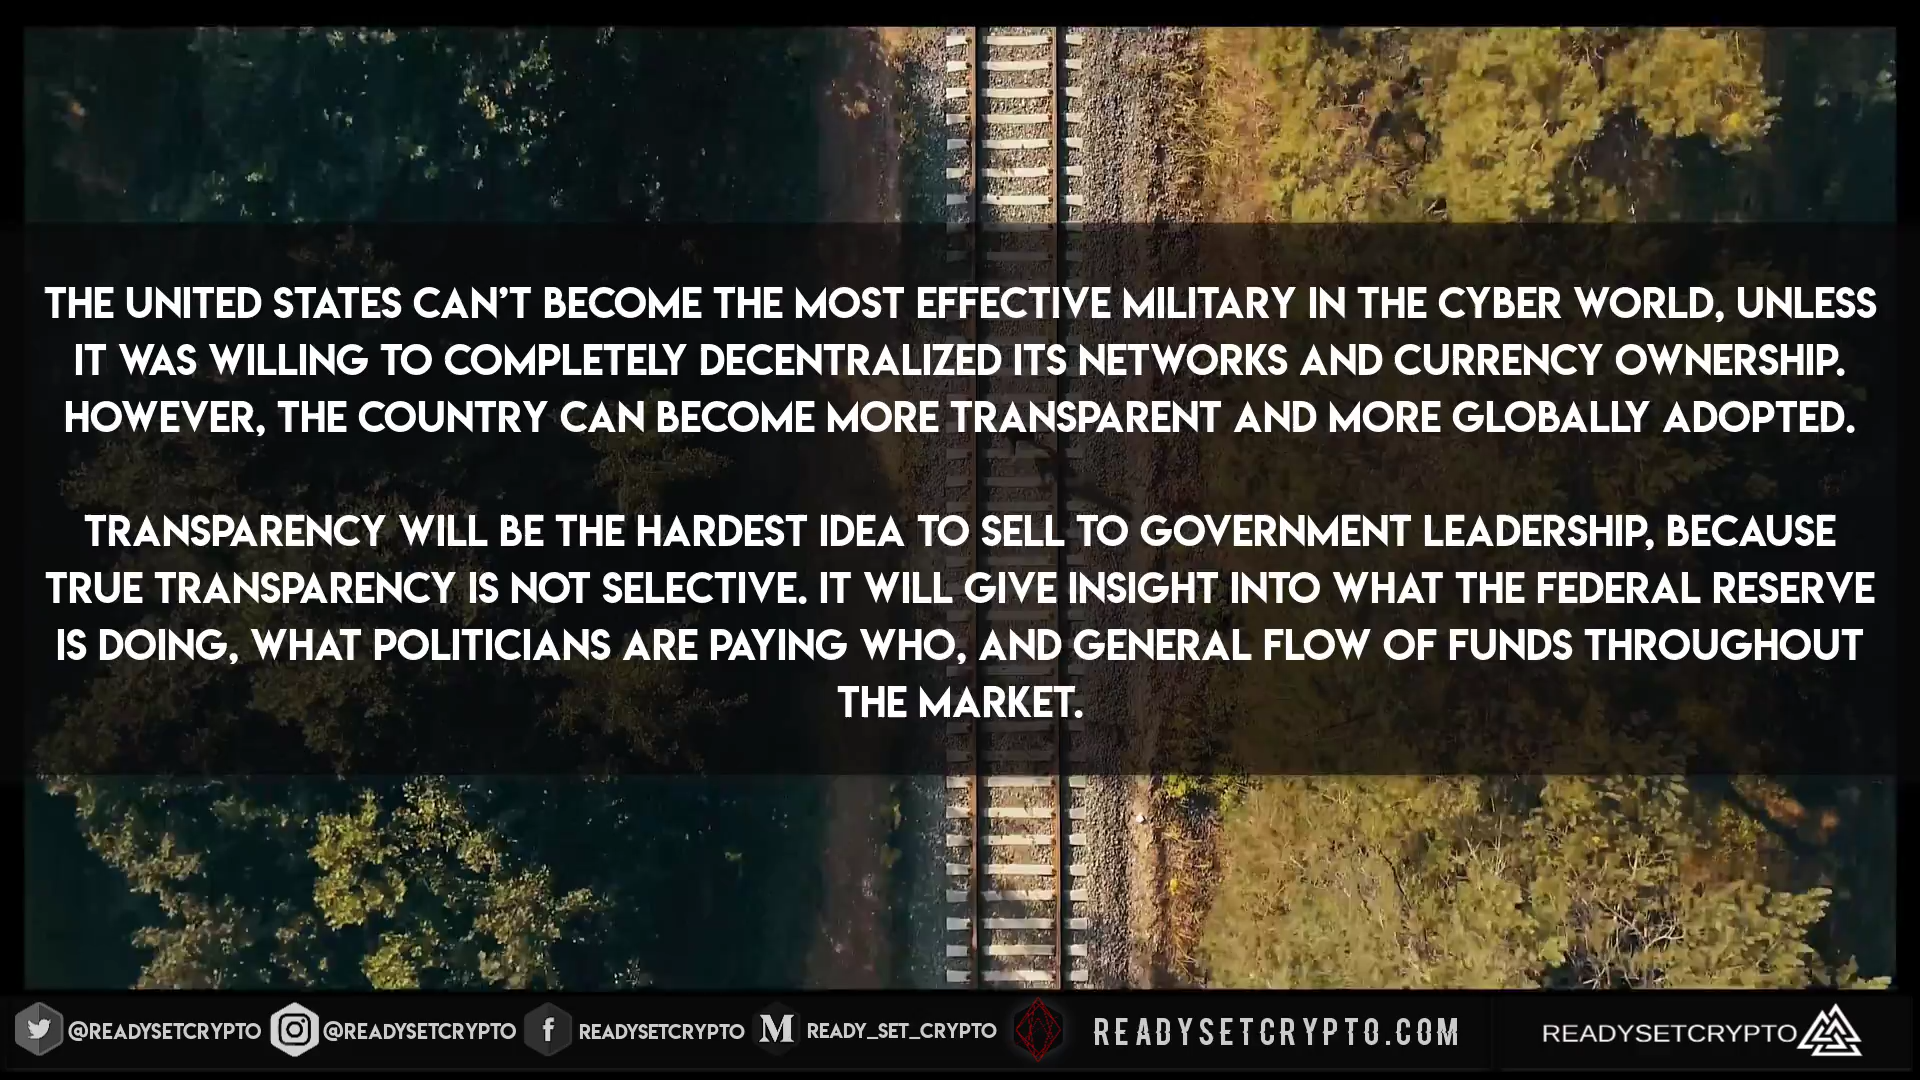 THE UNITED STATES CAN'T BECOME THE MOST EFFECTIVE MILITARY IN THE CYBER WORLD, UNLESS
IT WAS WILLING TO COMPLETELY DECENTRALIZED ITS NETWORKS AND CURRENCY OWNERSHIP.
HOWEVER, THE COUNTRY CAN BECOME MORE TRANSPARENT AND MORE GLOBALLY ADOPTED.
TRANSPARENCY WILL BE THE HARDEST IDEA TO SELL TO GOVERNMENT LEADERSHIP, BECAUSE
TRUE TRANSPARENCY IS NOT SELECTIVE. IT WILL GIVE INSIGHT INTO WHAT THE FEDERAL RESERVE
IS DOING, WHAT POLITICIANS ARE PAYING WHO, AND GENERAL FLOW OF FUNDS THROUGHOUT
THE MARKET.
@READYSETCRYPTO @READYSETCRYPTO f READYSETCRYPTO M READY_SET_CRYPTO READYSETCRYPTO.COM READYSETCRYPTO